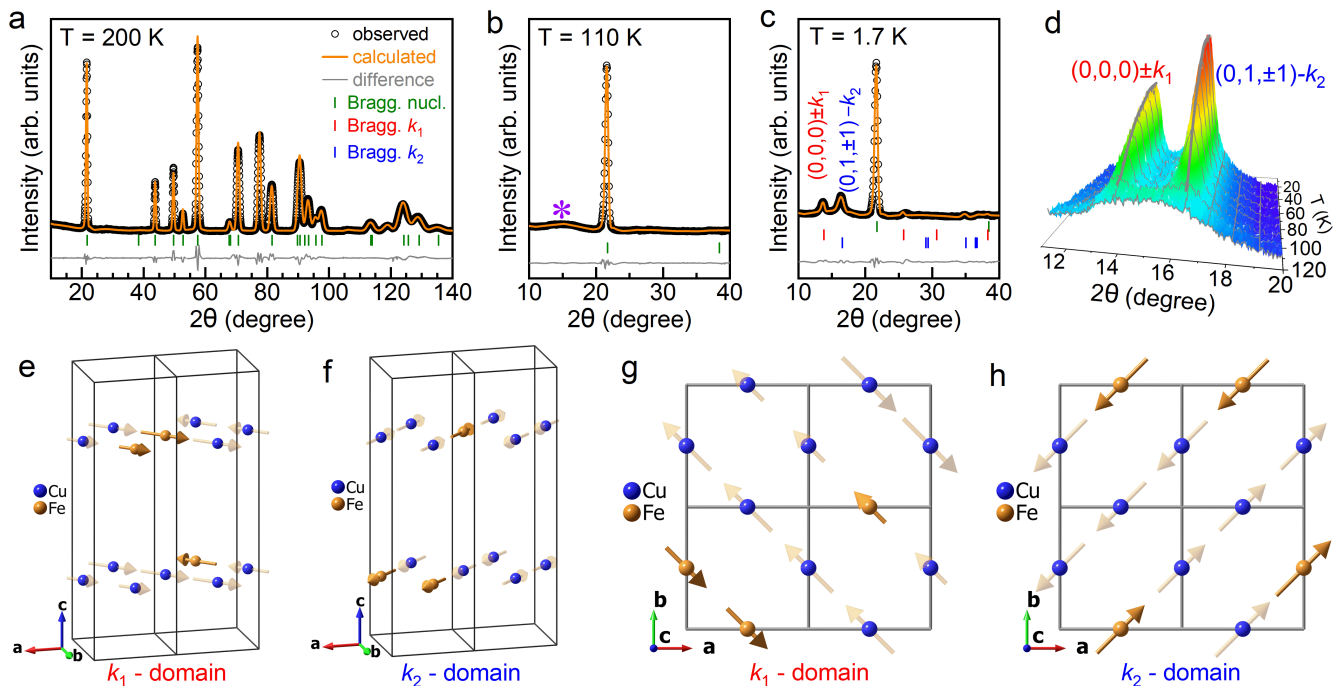 a
T = 200 K
observed
calculated
difference
Bragg. nucl.
Bragg. k1
Bragg. k2
Intensity (arb. units)
10 20 40 60 80 100 120 140
2θ (degree)
b
T = 110 K
*
Intensity (arb. units)
10 20 30 40
2θ (degree)
c
T = 1.7 K
(0,0,0)±k1
(0,1,±1)−k2
Intensity (arb. units)
10 20 30 40
2θ (degree)
d
(0,0,0)±k1
(0,1,±1)-k2
12 14 16 18 20
2θ (degree)
20
40
60
80
100
120
T (K)
e
Cu
Fe
c
a
b
k1 - domain
f
Cu
Fe
c
a
b
k2 - domain
g
Cu
Fe
b
c
a
k1 - domain
h
Cu
Fe
b
c
a
k2 - domain